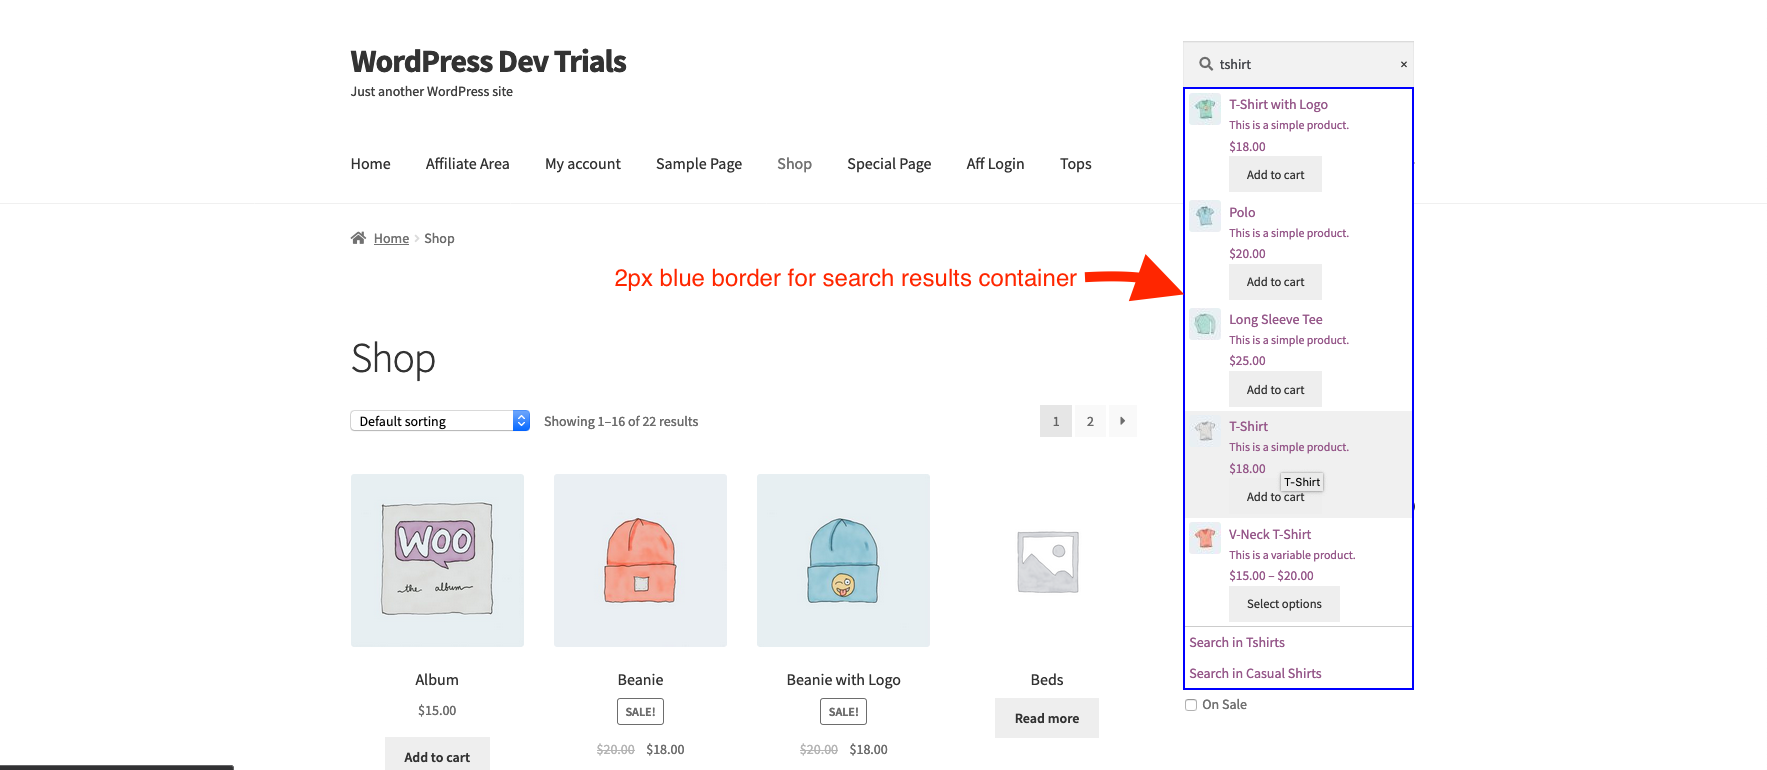 WordPress Dev Trials
Just another WordPress site
tshirt ×
Home Affiliate Area My account Sample Page Shop Special Page Aff Login Tops
Home Shop
2px blue border for search results container
Shop
Default sorting Showing 1–16 of 22 results 1 2
WOO
the album
Album
$15.00
Add to cart
Beanie
SALE!
$20.00 $18.00
Beanie with Logo
SALE!
$20.00 $18.00
Beds
Read more
T-Shirt with Logo
This is a simple product.
$18.00
Add to cart
Polo
This is a simple product.
$20.00
Add to cart
Long Sleeve Tee
This is a simple product.
$25.00
Add to cart
T-Shirt
This is a simple product.
$18.00
T-Shirt
Add to cart
V-Neck T-Shirt
This is a variable product.
$15.00 – $20.00
Select options
Search in Tshirts
Search in Casual Shirts
On Sale